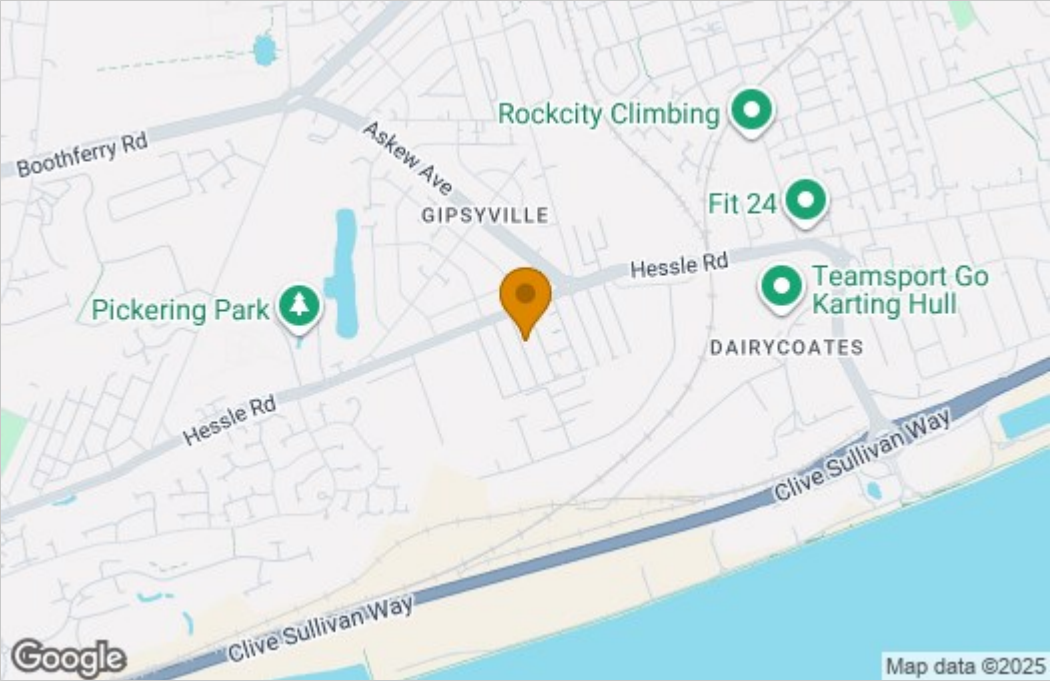 Rockcity Climbing
Boothferry Rd
Askew Ave
Fit 24
GIPSYVILLE
Hessle Rd
Teamsport Go
Karting Hull
Pickering Park
DAIRYCOATES
Hessle Rd
Clive Sullivan Way
Clive Sullivan Way
Google
Map data ©2025